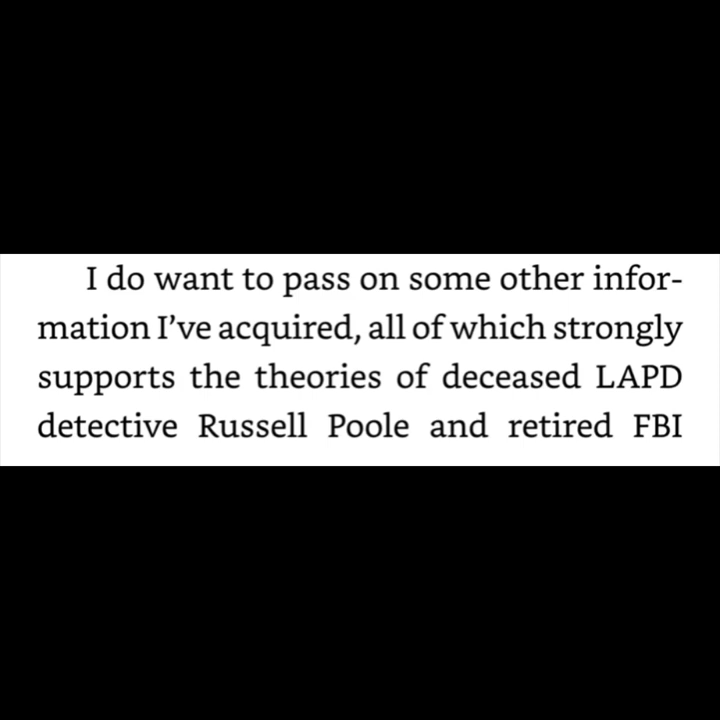 I do want to pass on some other infor-
mation I’ve acquired, all of which strongly
supports the theories of deceased LAPD
detective Russell Poole and retired FBI